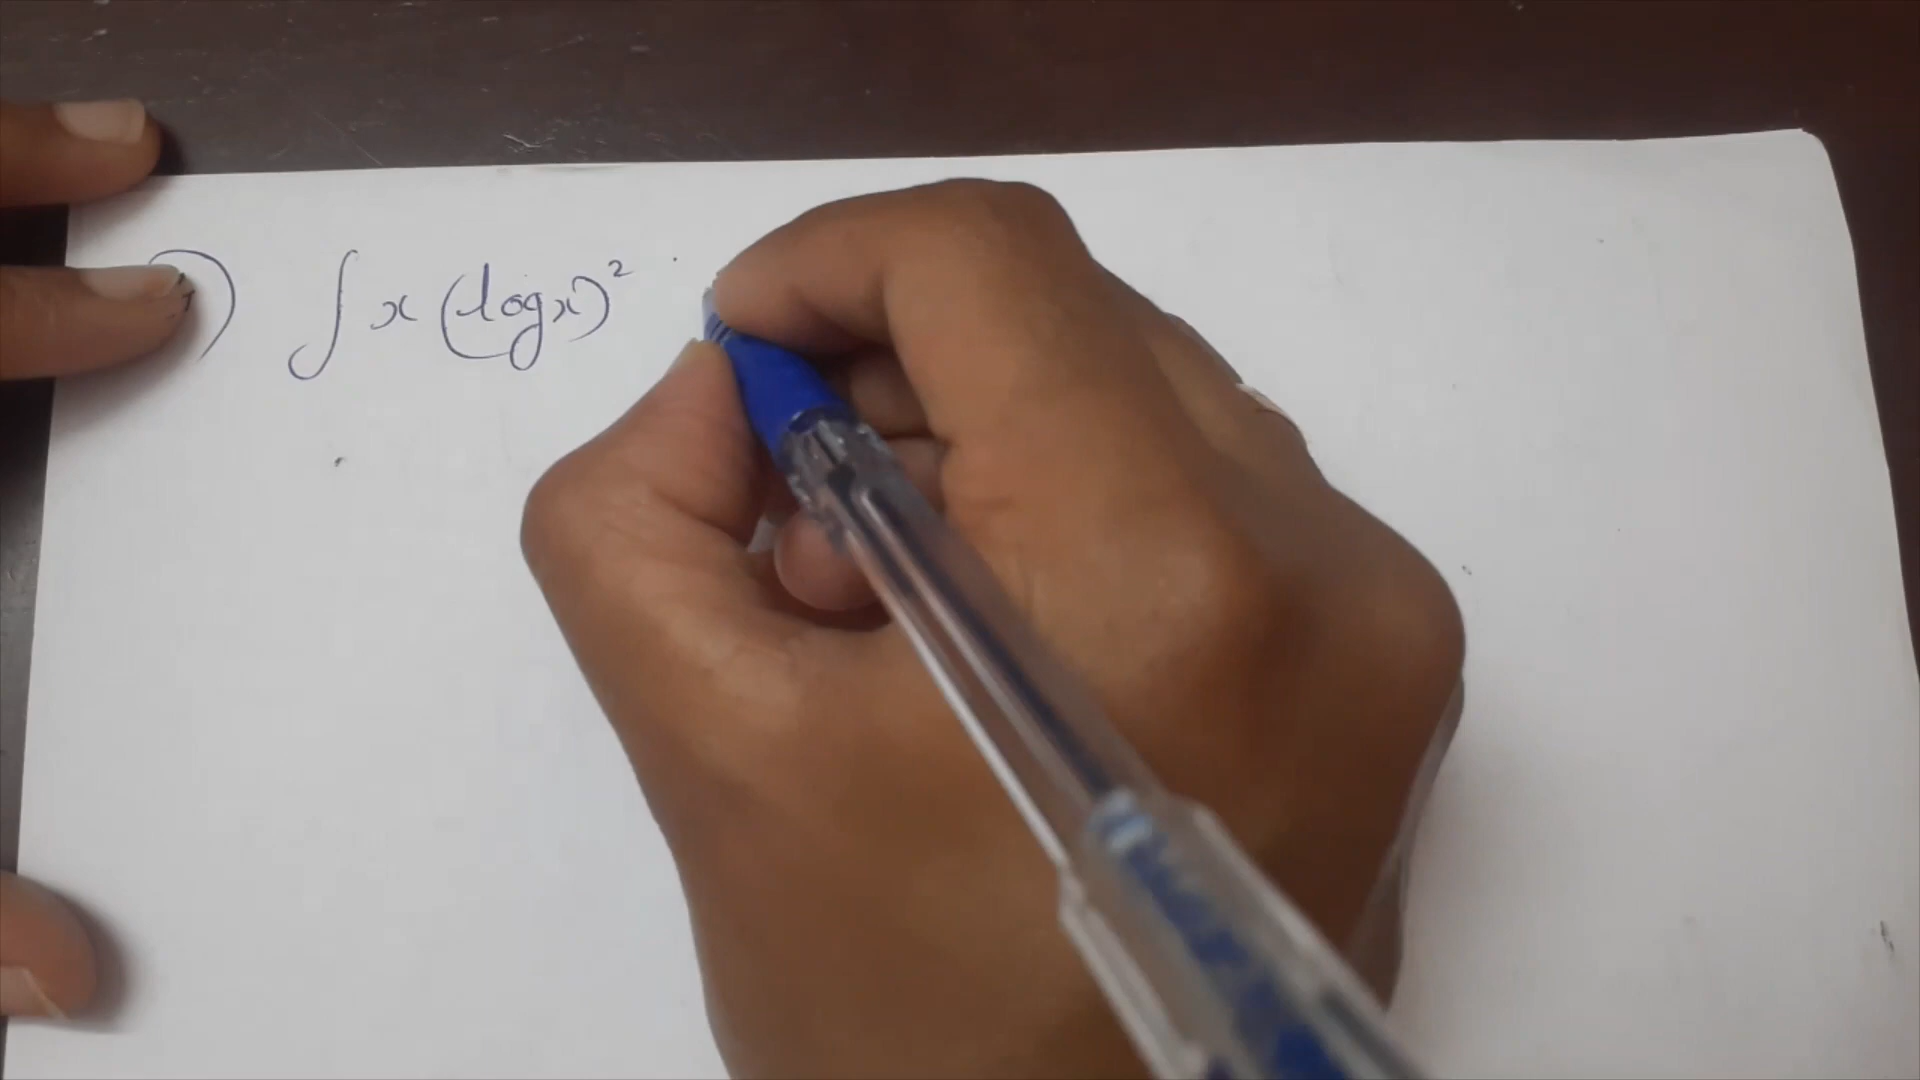 ∫ x (log x)²